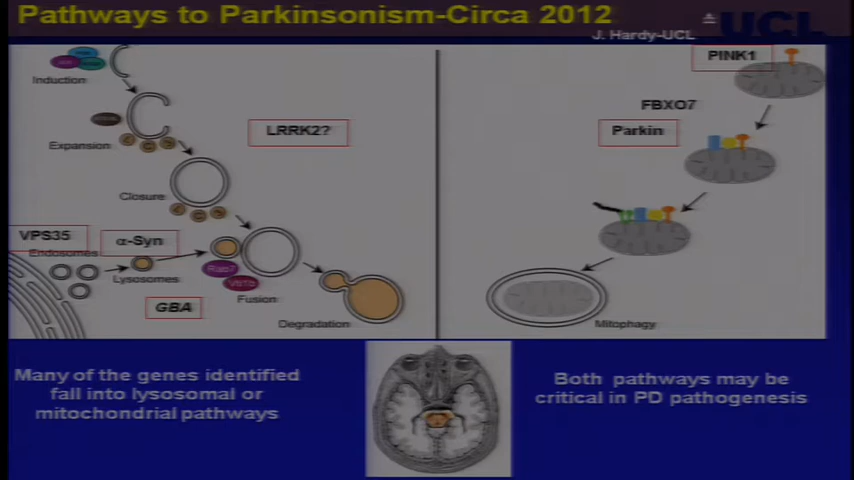 Pathways to Parkinsonism-Circa 2012
UCL
J. Hardy-UCL
Induction
Expansion
LRRK2?
Closure
VPS35
α-Syn
Endosomes
Lysosomes
Rab7
GBA
Fusion
Degradation
PINK1
FBXO7
Parkin
Mitophagy
Many of the genes identified
fall into lysosomal or
mitochondrial pathways
Both pathways may be
critical in PD pathogenesis